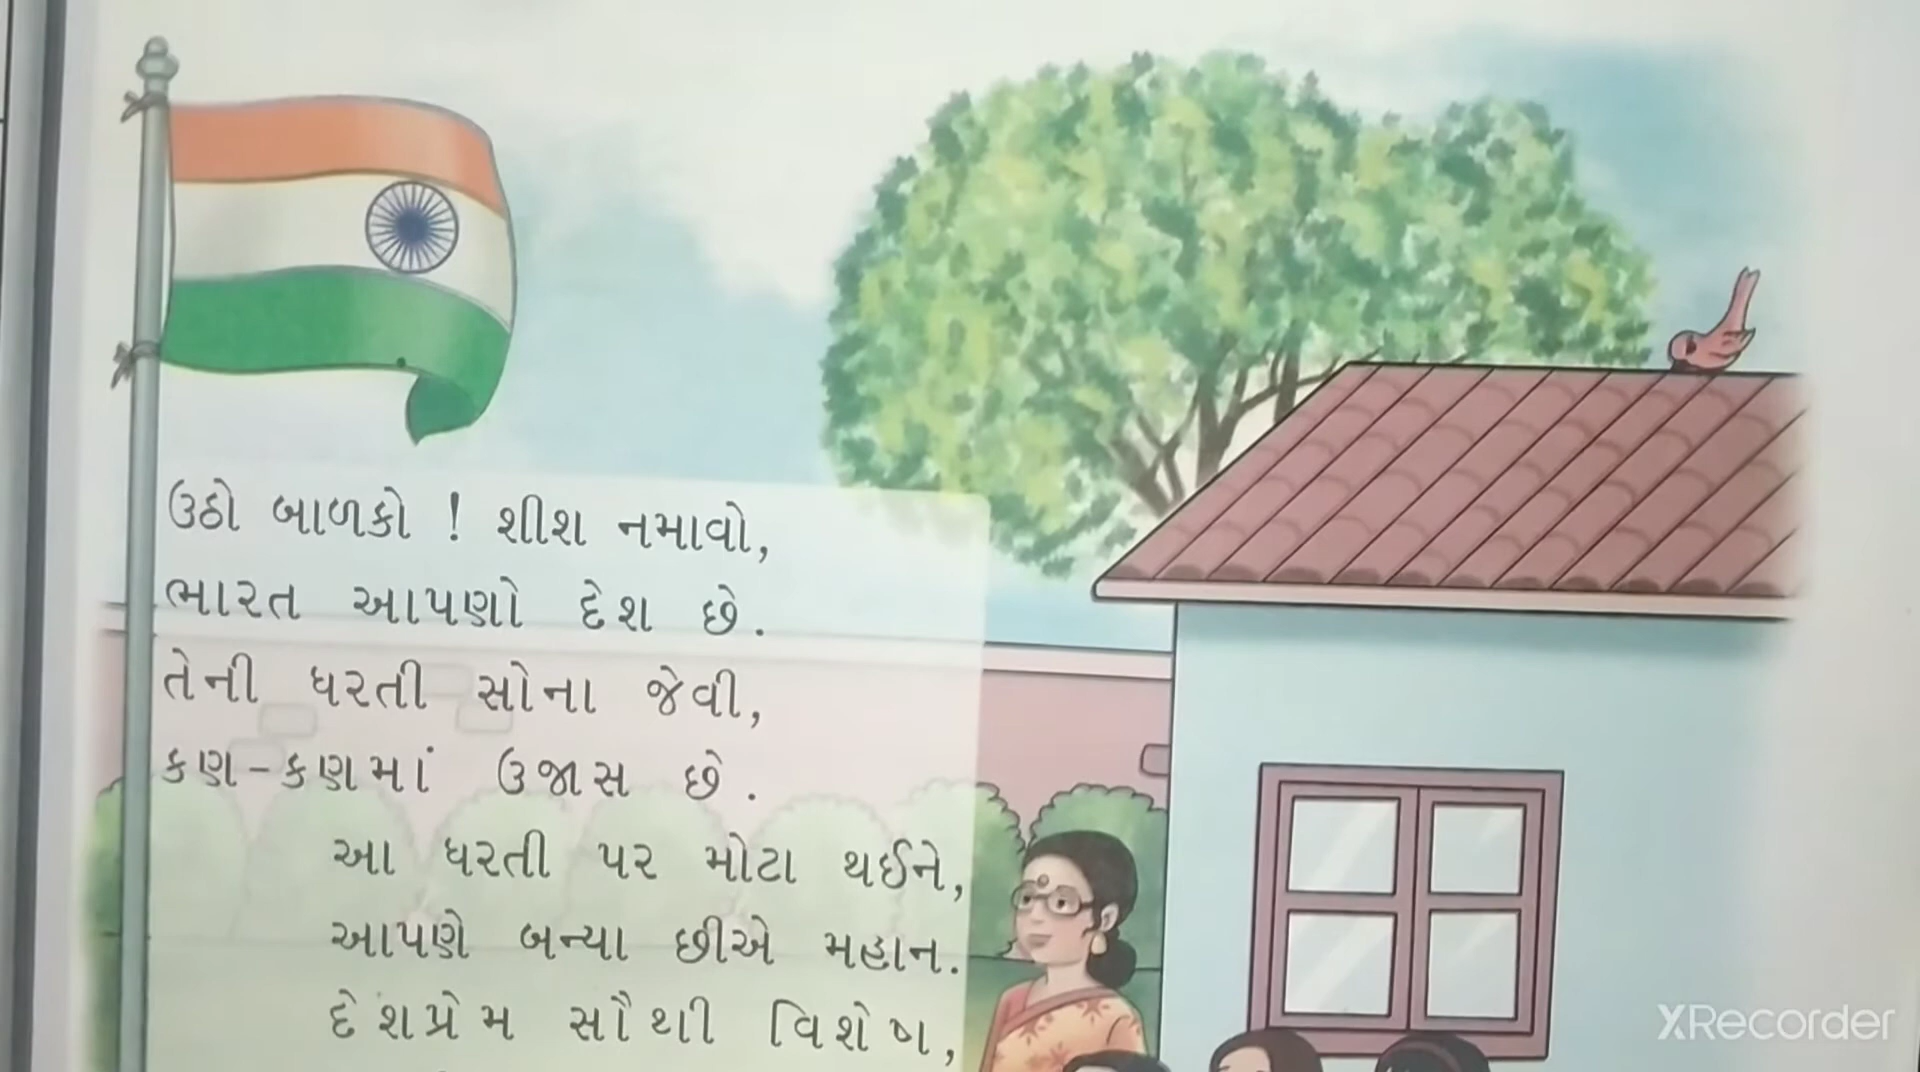 ઉઠો બાળકો ! શીશ નમાવો,
ભારત આપણો દેશ છે.
તેની ધરતી સોના જેવી,
કણ-કણમાં ઉજાસ છે.
આ ધરતી પર મોટા થઈને,
આપણે બન્યા છીએ મહાન.
દેશપ્રેમ સૌથી વિશેષ,
XRecorder